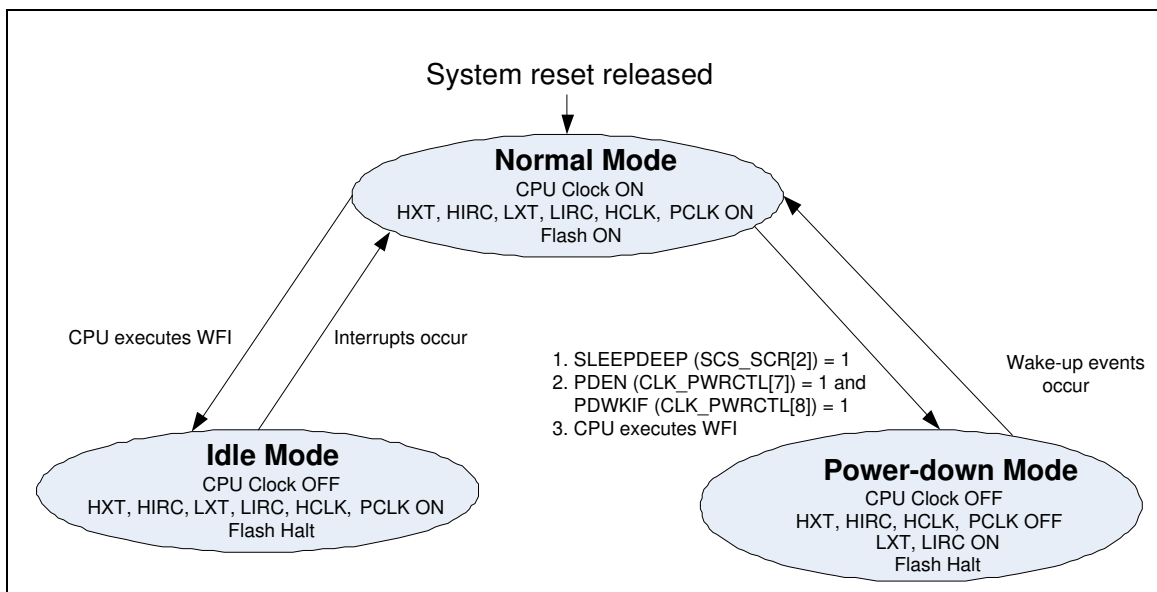 System reset released
Normal Mode
CPU Clock ON
HXT, HIRC, LXT, LIRC, HCLK, PCLK ON
Flash ON
CPU executes WFI
Interrupts occur
1. SLEEPDEEP (SCS_SCR[2]) = 1
2. PDEN (CLK_PWRCTL[7]) = 1 and
PDWKIF (CLK_PWRCTL[8]) = 1
3. CPU executes WFI
Wake-up events
occur
Idle Mode
CPU Clock OFF
HXT, HIRC, LXT, LIRC, HCLK, PCLK ON
Flash Halt
Power-down Mode
CPU Clock OFF
HXT, HIRC, HCLK, PCLK OFF
LXT, LIRC ON
Flash Halt